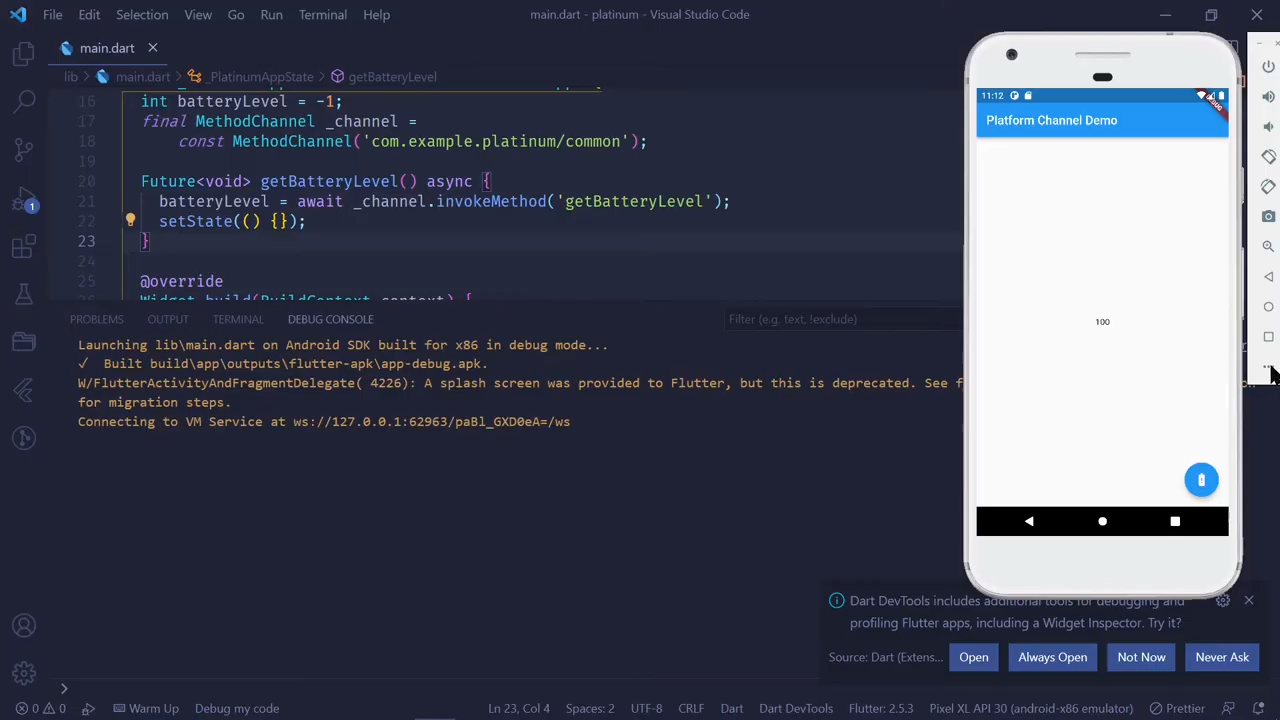 File Edit Selection View Go Run Terminal Help main.dart - platinum - Visual Studio Code
main.dart
lib main.dart _PlatinumAppState getBatteryLevel
16 int batteryLevel = -1;
17 final MethodChannel _channel =
18 const MethodChannel('com.example.platinum/common');
19
20 Future<void> getBatteryLevel() async {
21 batteryLevel = await _channel.invokeMethod('getBatteryLevel');
22 setState(() {});
23 }
24
25 @override
Widget build(BuildContext context) {
PROBLEMS OUTPUT TERMINAL DEBUG CONSOLE Filter (e.g. text, !exclude)
Launching lib\main.dart on Android SDK built for x86 in debug mode...
✓ Built build\app\outputs\flutter-apk\app-debug.apk.
W/FlutterActivityAndFragmentDelegate( 4226): A splash screen was provided to Flutter, but this is deprecated. See f
for migration steps.
Connecting to VM Service at ws://127.0.0.1:62963/paBl_GXD0eA=/ws
1
11:12
DEBUG
Platform Channel Demo
100
Dart DevTools includes additional tools for debugging and
profiling Flutter apps, including a Widget Inspector. Try it?
Source: Dart (Extens... Open Always Open Not Now Never Ask
0 0 Warm Up Debug my code Ln 23, Col 4 Spaces: 2 UTF-8 CRLF Dart Dart DevTools Flutter: 2.5.3 Pixel XL API 30 (android-x86 emulator) Prettier